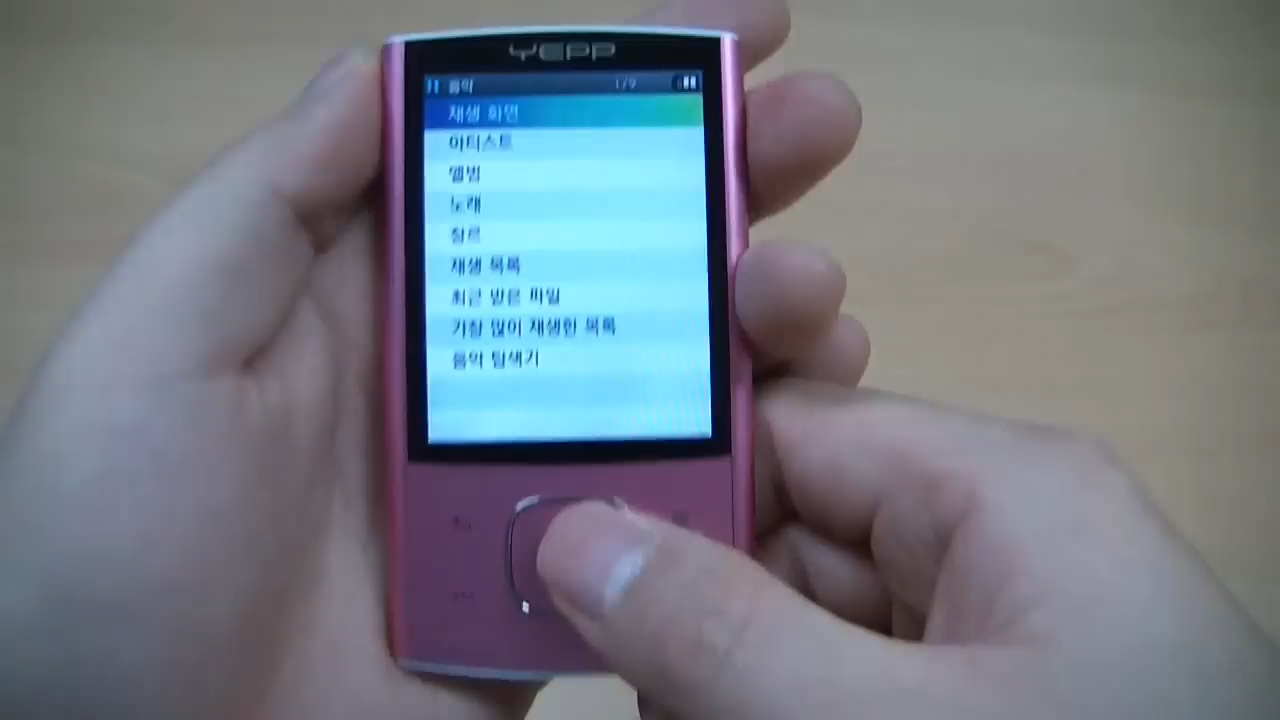 YEPP
음악 1/9
재생 화면
아티스트
앨범
노래
장르
재생 목록
최근 받은 파일
가장 많이 재생한 목록
음악 탐색기